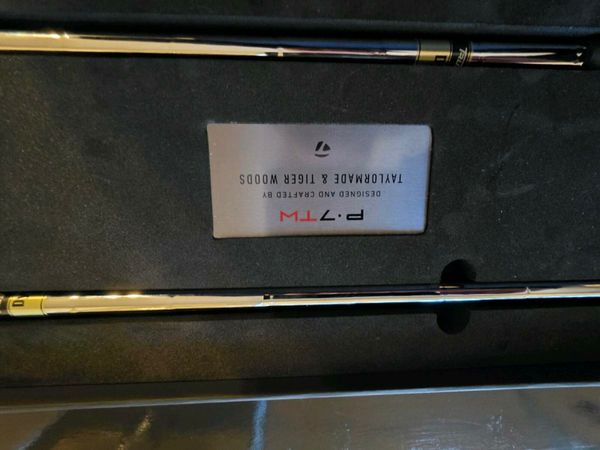 P·7TW
DESIGNED AND CRAFTED BY
TAYLORMADE & TIGER WOODS